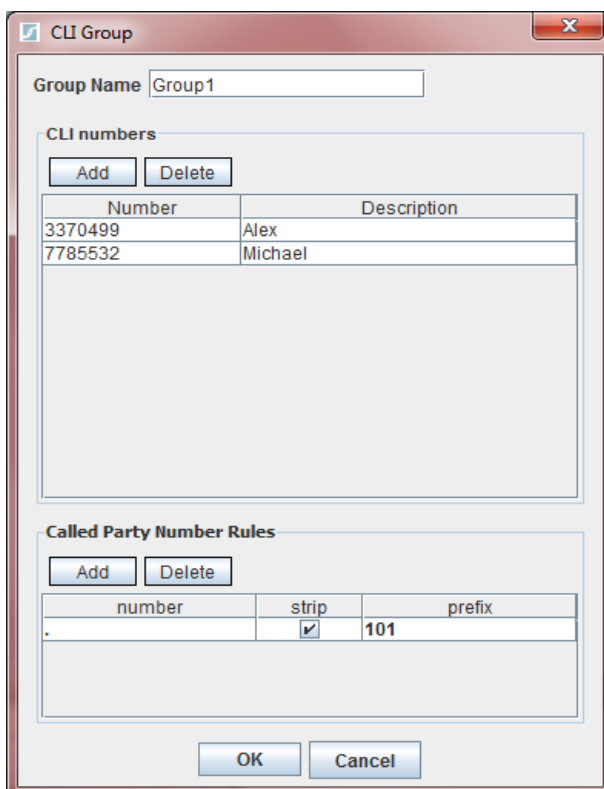 CLI Group
Group Name Group1
CLI numbers
Add Delete
Number Description
3370499 Alex
7785532 Michael
Called Party Number Rules
Add Delete
number strip prefix
. 101
OK Cancel